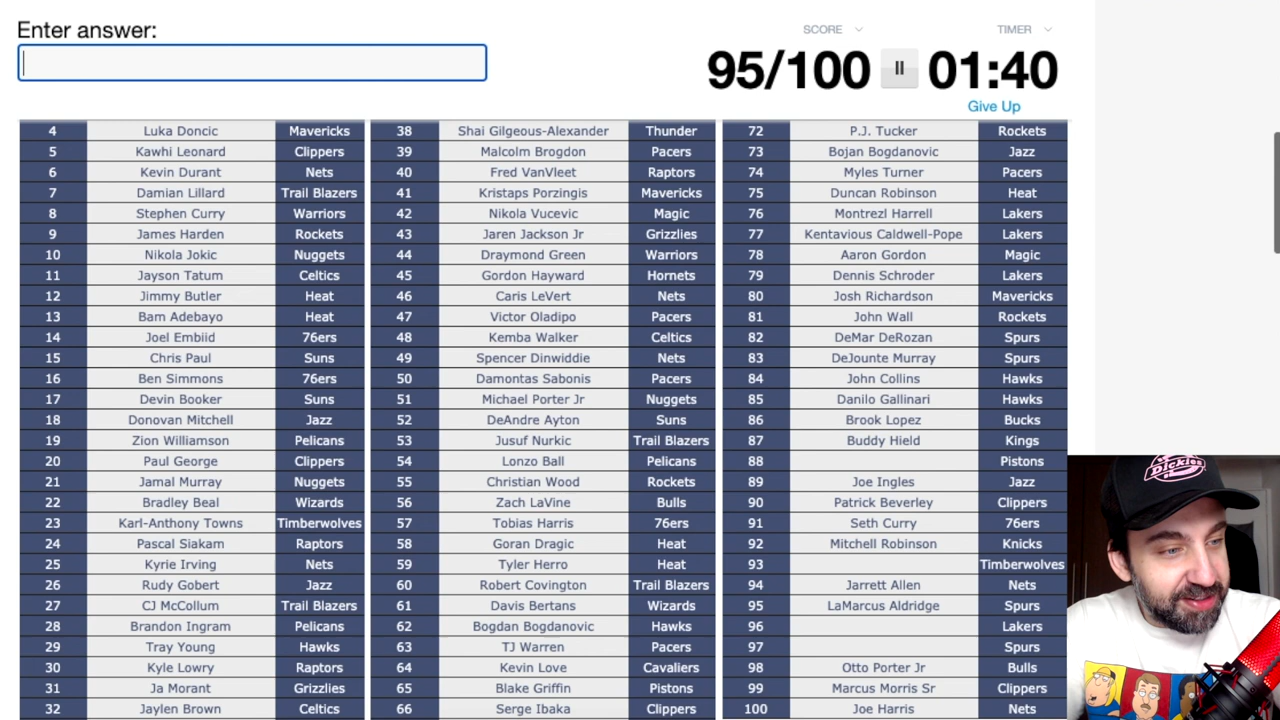 Enter answer:
SCORE
TIMER
95/100
01:40
Give Up
4 Luka Doncic Mavericks
5 Kawhi Leonard Clippers
6 Kevin Durant Nets
7 Damian Lillard Trail Blazers
8 Stephen Curry Warriors
9 James Harden Rockets
10 Nikola Jokic Nuggets
11 Jayson Tatum Celtics
12 Jimmy Butler Heat
13 Bam Adebayo Heat
14 Joel Embiid 76ers
15 Chris Paul Suns
16 Ben Simmons 76ers
17 Devin Booker Suns
18 Donovan Mitchell Jazz
19 Zion Williamson Pelicans
20 Paul George Clippers
21 Jamal Murray Nuggets
22 Bradley Beal Wizards
23 Karl-Anthony Towns Timberwolves
24 Pascal Siakam Raptors
25 Kyrie Irving Nets
26 Rudy Gobert Jazz
27 CJ McCollum Trail Blazers
28 Brandon Ingram Pelicans
29 Tray Young Hawks
30 Kyle Lowry Raptors
31 Ja Morant Grizzlies
32 Jaylen Brown Celtics
38 Shai Gilgeous-Alexander Thunder
39 Malcolm Brogdon Pacers
40 Fred VanVleet Raptors
41 Kristaps Porzingis Mavericks
42 Nikola Vucevic Magic
43 Jaren Jackson Jr Grizzlies
44 Draymond Green Warriors
45 Gordon Hayward Hornets
46 Caris LeVert Nets
47 Victor Oladipo Pacers
48 Kemba Walker Celtics
49 Spencer Dinwiddie Nets
50 Damontas Sabonis Pacers
51 Michael Porter Jr Nuggets
52 DeAndre Ayton Suns
53 Jusuf Nurkic Trail Blazers
54 Lonzo Ball Pelicans
55 Christian Wood Rockets
56 Zach LaVine Bulls
57 Tobias Harris 76ers
58 Goran Dragic Heat
59 Tyler Herro Heat
60 Robert Covington Trail Blazers
61 Davis Bertans Wizards
62 Bogdan Bogdanovic Hawks
63 TJ Warren Pacers
64 Kevin Love Cavaliers
65 Blake Griffin Pistons
66 Serge Ibaka Clippers
72 P.J. Tucker Rockets
73 Bojan Bogdanovic Jazz
74 Myles Turner Pacers
75 Duncan Robinson Heat
76 Montrezl Harrell Lakers
77 Kentavious Caldwell-Pope Lakers
78 Aaron Gordon Magic
79 Dennis Schroder Lakers
80 Josh Richardson Mavericks
81 John Wall Rockets
82 DeMar DeRozan Spurs
83 DeJounte Murray Spurs
84 John Collins Hawks
85 Danilo Gallinari Hawks
86 Brook Lopez Bucks
87 Buddy Hield Kings
88 Pistons
89 Joe Ingles Jazz
90 Patrick Beverley Clippers
91 Seth Curry 76ers
92 Mitchell Robinson Knicks
93 Timberwolves
94 Jarrett Allen Nets
95 LaMarcus Aldridge Spurs
96 Lakers
97 Spurs
98 Otto Porter Jr Bulls
99 Marcus Morris Sr Clippers
100 Joe Harris Nets
Dickies